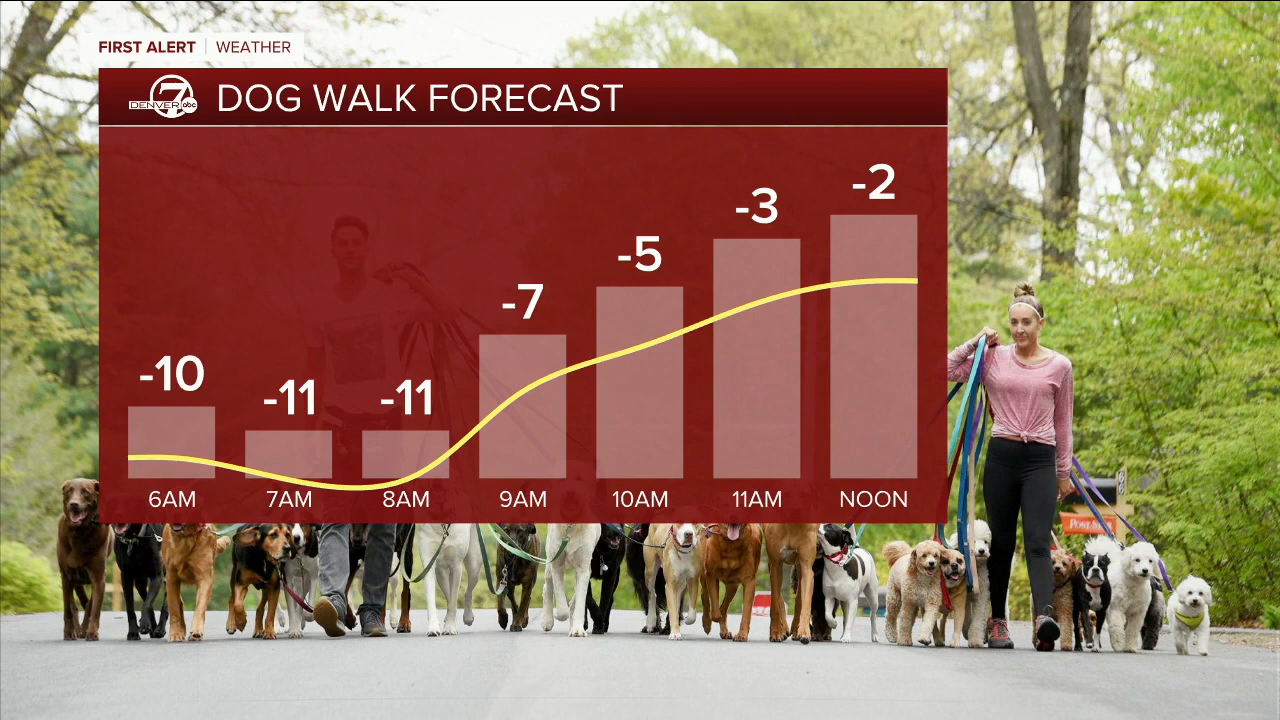 FIRST ALERT | WEATHER
DENVER 7 abc
DOG WALK FORECAST
-10 -11 -11 -7 -5 -3 -2
6AM 7AM 8AM 9AM 10AM 11AM NOON